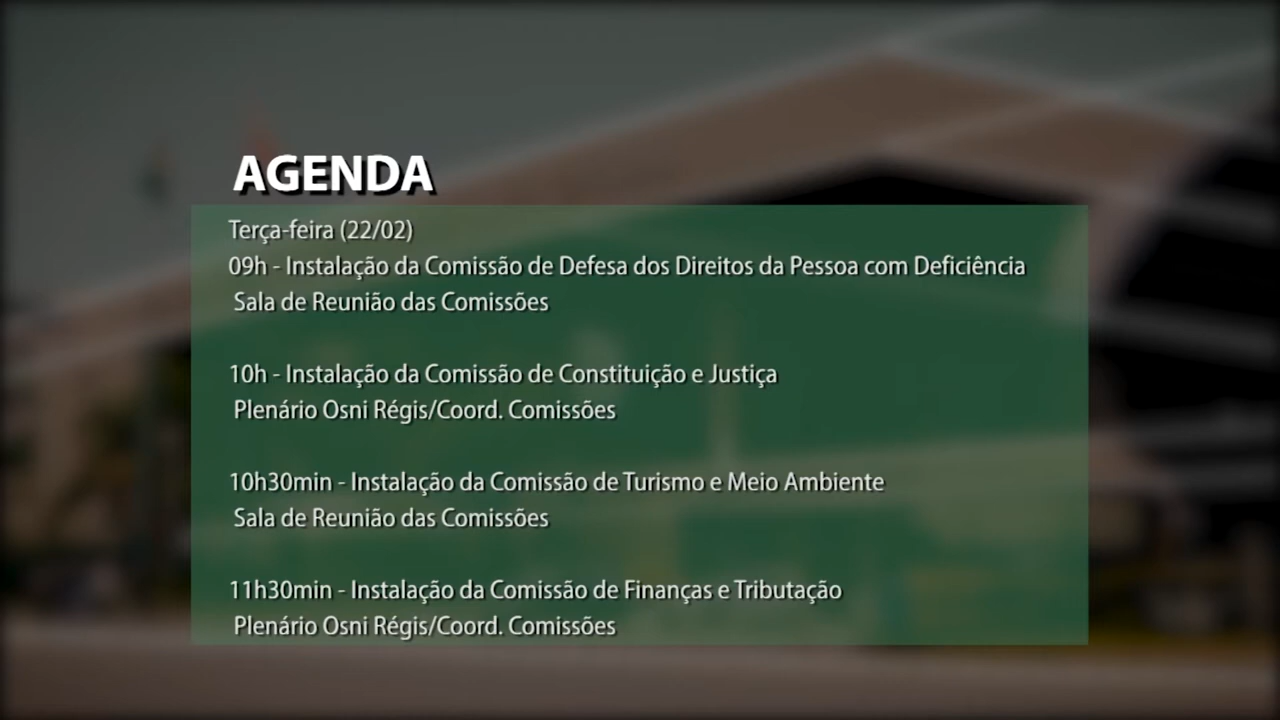 AGENDA
Terça-feira (22/02)
09h - Instalação da Comissão de Defesa dos Direitos da Pessoa com Deficiência
Sala de Reunião das Comissões
10h - Instalação da Comissão de Constituição e Justiça
Plenário Osni Régis/Coord. Comissões
10h30min - Instalação da Comissão de Turismo e Meio Ambiente
Sala de Reunião das Comissões
11h30min - Instalação da Comissão de Finanças e Tributação
Plenário Osni Régis/Coord. Comissões